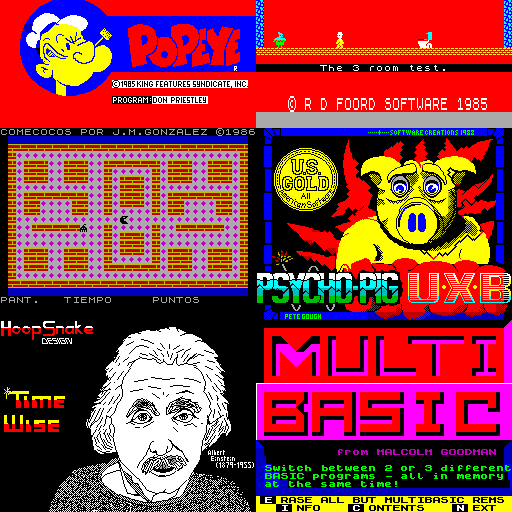 POPEYE
R
©1985 KING FEATURES SYNDICATE, INC.
PROGRAM: DON PRIESTLEY
The 3 room test.
© R D FOORD SOFTWARE 1985
COMECOCOS POR J.M.GONZALEZ ©1986
PANT. TIEMPO PUNTOS
SOFTWARE CREATIONS 1988
U.S.
GOLD
PSYCHO-PIG U.X.B
PETE GOUGH
HoopSnake
DESIGN
Time
Wise
Albert
Einstein
(1879-1955)
MULTI
BASIC
from MALCOLM GOODMAN
Switch between 2 or 3 different
BASIC programs - all in memory
at the same time!
E RASE ALL BUT MULTIBASIC REMS
I NFO C ONTENTS N EXT